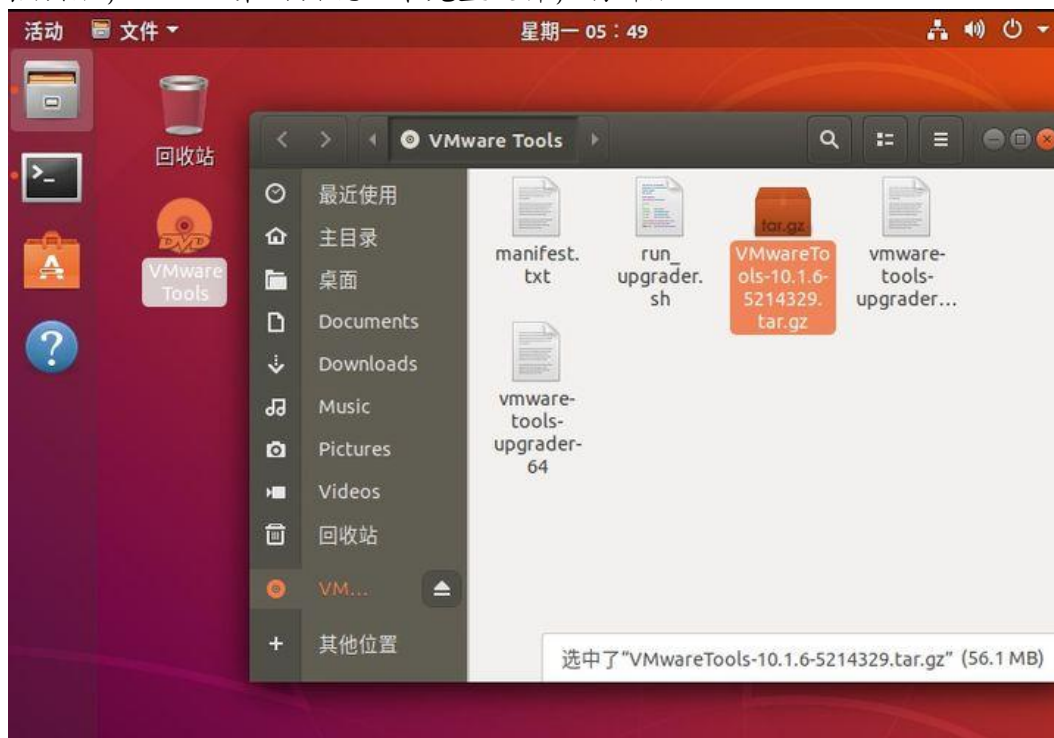 活动
文件
星期一 05：49
回收站
VMware
Tools
VMware Tools
最近使用
主目录
桌面
Documents
Downloads
Music
Pictures
Videos
回收站
VM...
其他位置
manifest.
txt
run_
upgrader.
sh
tar.gz
VMwareTo
ols-10.1.6-
5214329.
tar.gz
vmware-
tools-
upgrader...
vmware-
tools-
upgrader-
64
选中了“VMwareTools-10.1.6-5214329.tar.gz” (56.1 MB)